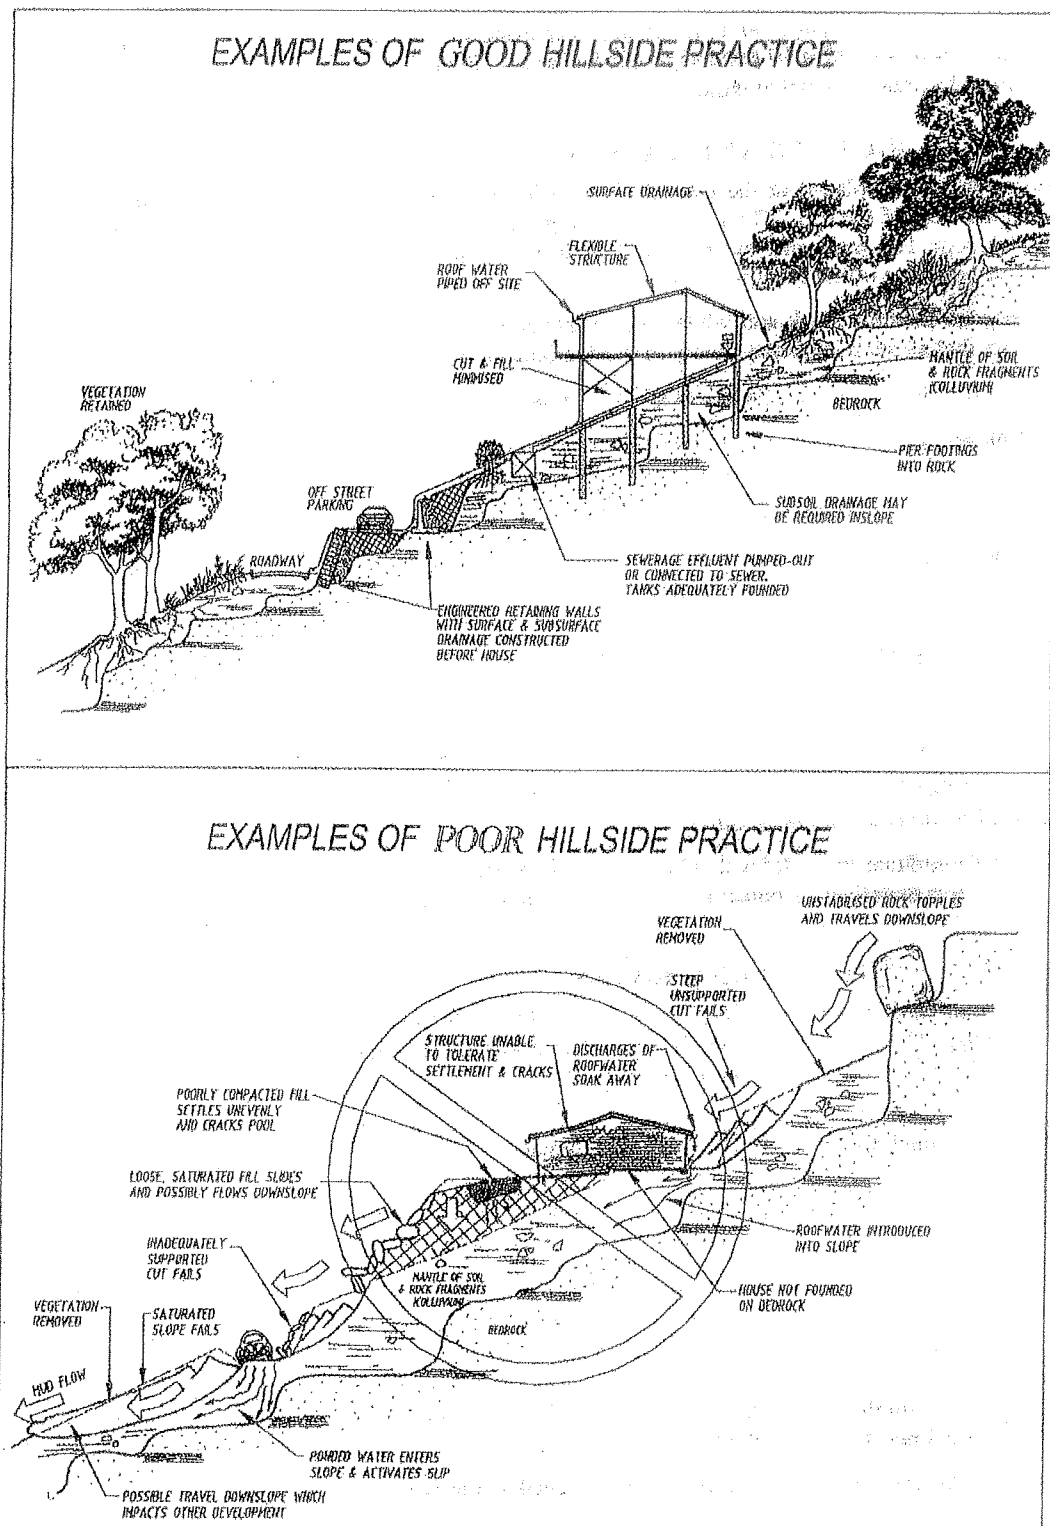 EXAMPLES OF GOOD HILLSIDE PRACTICE
SURFACE DRAINAGE
FLEXIBLE
STRUCTURE
ROOF WATER
PIPED OFF SITE
CUT & FILL
MINIMISED
VEGETATION
RETAINED
MANTLE OF SOIL
& ROCK FRAGMENTS
(COLLUVIUM)
BEDROCK
PIER FOOTINGS
INTO ROCK
OFF STREET
PARKING
SUBSOIL DRAINAGE MAY
BE REQUIRED INSLOPE
ROADWAY
SEWERAGE EFFLUENT PUMPED-OUT
OR CONNECTED TO SEWER.
TANKS ADEQUATELY FOUNDED
ENGINEERED RETAINING WALLS
WITH SURFACE & SUBSURFACE
DRAINAGE CONSTRUCTED
BEFORE HOUSE
EXAMPLES OF POOR HILLSIDE PRACTICE
UNSTABILISED ROCK TOPPLES
AND TRAVELS DOWNSLOPE
VEGETATION
REMOVED
STEEP
UNSUPPORTED
CUT FAILS
STRUCTURE UNABLE
TO TOLERATE
SETTLEMENT & CRACKS
DISCHARGES OF
ROOFWATER
SOAK AWAY
POORLY COMPACTED FILL
SETTLES UNEVENLY
AND CRACKS POOL
LOOSE, SATURATED FILL SLIDES
AND POSSIBLY FLOWS DOWNSLOPE
INADEQUATELY
SUPPORTED
CUT FAILS
ROOFWATER INTRODUCED
INTO SLOPE
MANTLE OF SOIL
& ROCK FRAGMENTS
(COLLUVIUM)
HOUSE NOT FOUNDED
ON BEDROCK
VEGETATION
REMOVED
SATURATED
SLOPE FAILS
BEDROCK
MUD FLOW
PONDED WATER ENTERS
SLOPE & ACTIVATES SLIP
POSSIBLE TRAVEL DOWNSLOPE WHICH
IMPACTS OTHER DEVELOPMENT